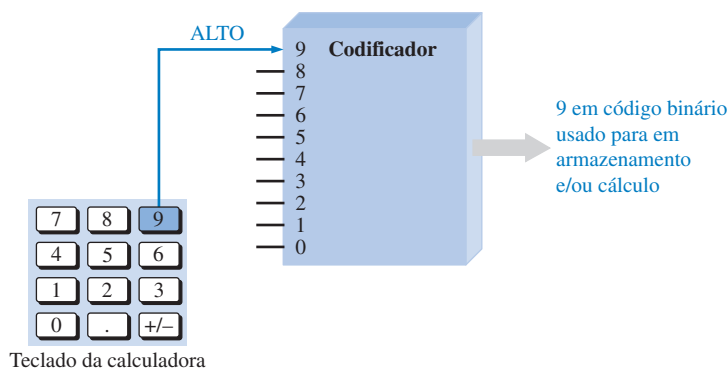 ALTO
9 Codificador
8
7
6
5
4
3
2
1
0
9 em código binário
usado para em
armazenamento
e/ou cálculo
7 8 9
4 5 6
1 2 3
0 . +/–
Teclado da calculadora